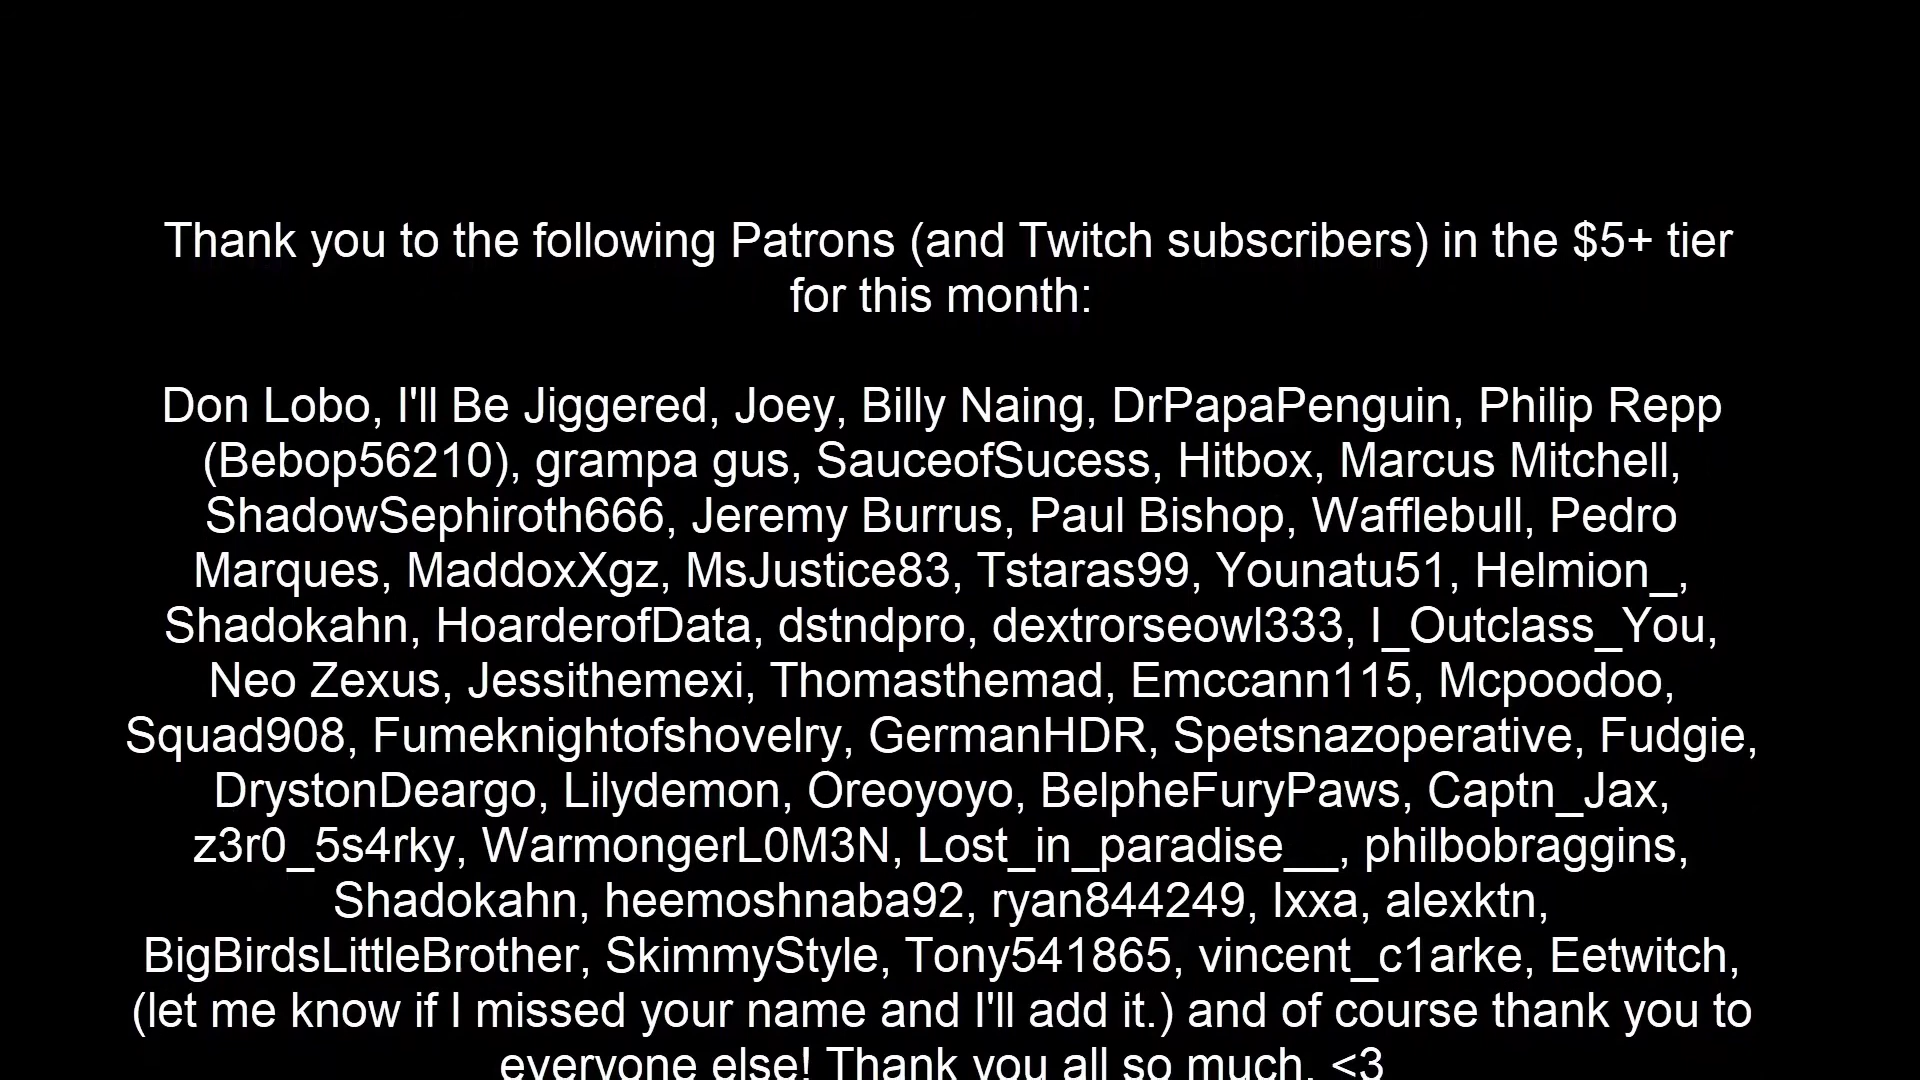 Thank you to the following Patrons (and Twitch subscribers) in the $5+ tier
for this month:
Don Lobo, I'll Be Jiggered, Joey, Billy Naing, DrPapaPenguin, Philip Repp
(Bebop56210), grampa gus, SauceofSucess, Hitbox, Marcus Mitchell,
ShadowSephiroth666, Jeremy Burrus, Paul Bishop, Wafflebull, Pedro
Marques, MaddoxXgz, MsJustice83, Tstaras99, Younatu51, Helmion_,
Shadokahn, HoarderofData, dstndpro, dextrorseowl333, I_Outclass_You,
Neo Zexus, Jessithemexi, Thomasthemad, Emccann115, Mcpoodoo,
Squad908, Fumeknightofshovelry, GermanHDR, Spetsnazoperative, Fudgie,
DrystonDeargo, Lilydemon, Oreoyoyo, BelpheFuryPaws, Captn_Jax,
z3r0_5s4rky, WarmongerL0M3N, Lost_in_paradise__, philbobraggins,
Shadokahn, heemoshnaba92, ryan844249, Ixxa, alexktn,
BigBirdsLittleBrother, SkimmyStyle, Tony541865, vincent_c1arke, Eetwitch,
(let me know if I missed your name and I'll add it.) and of course thank you to
everyone else! Thank you all so much. <3